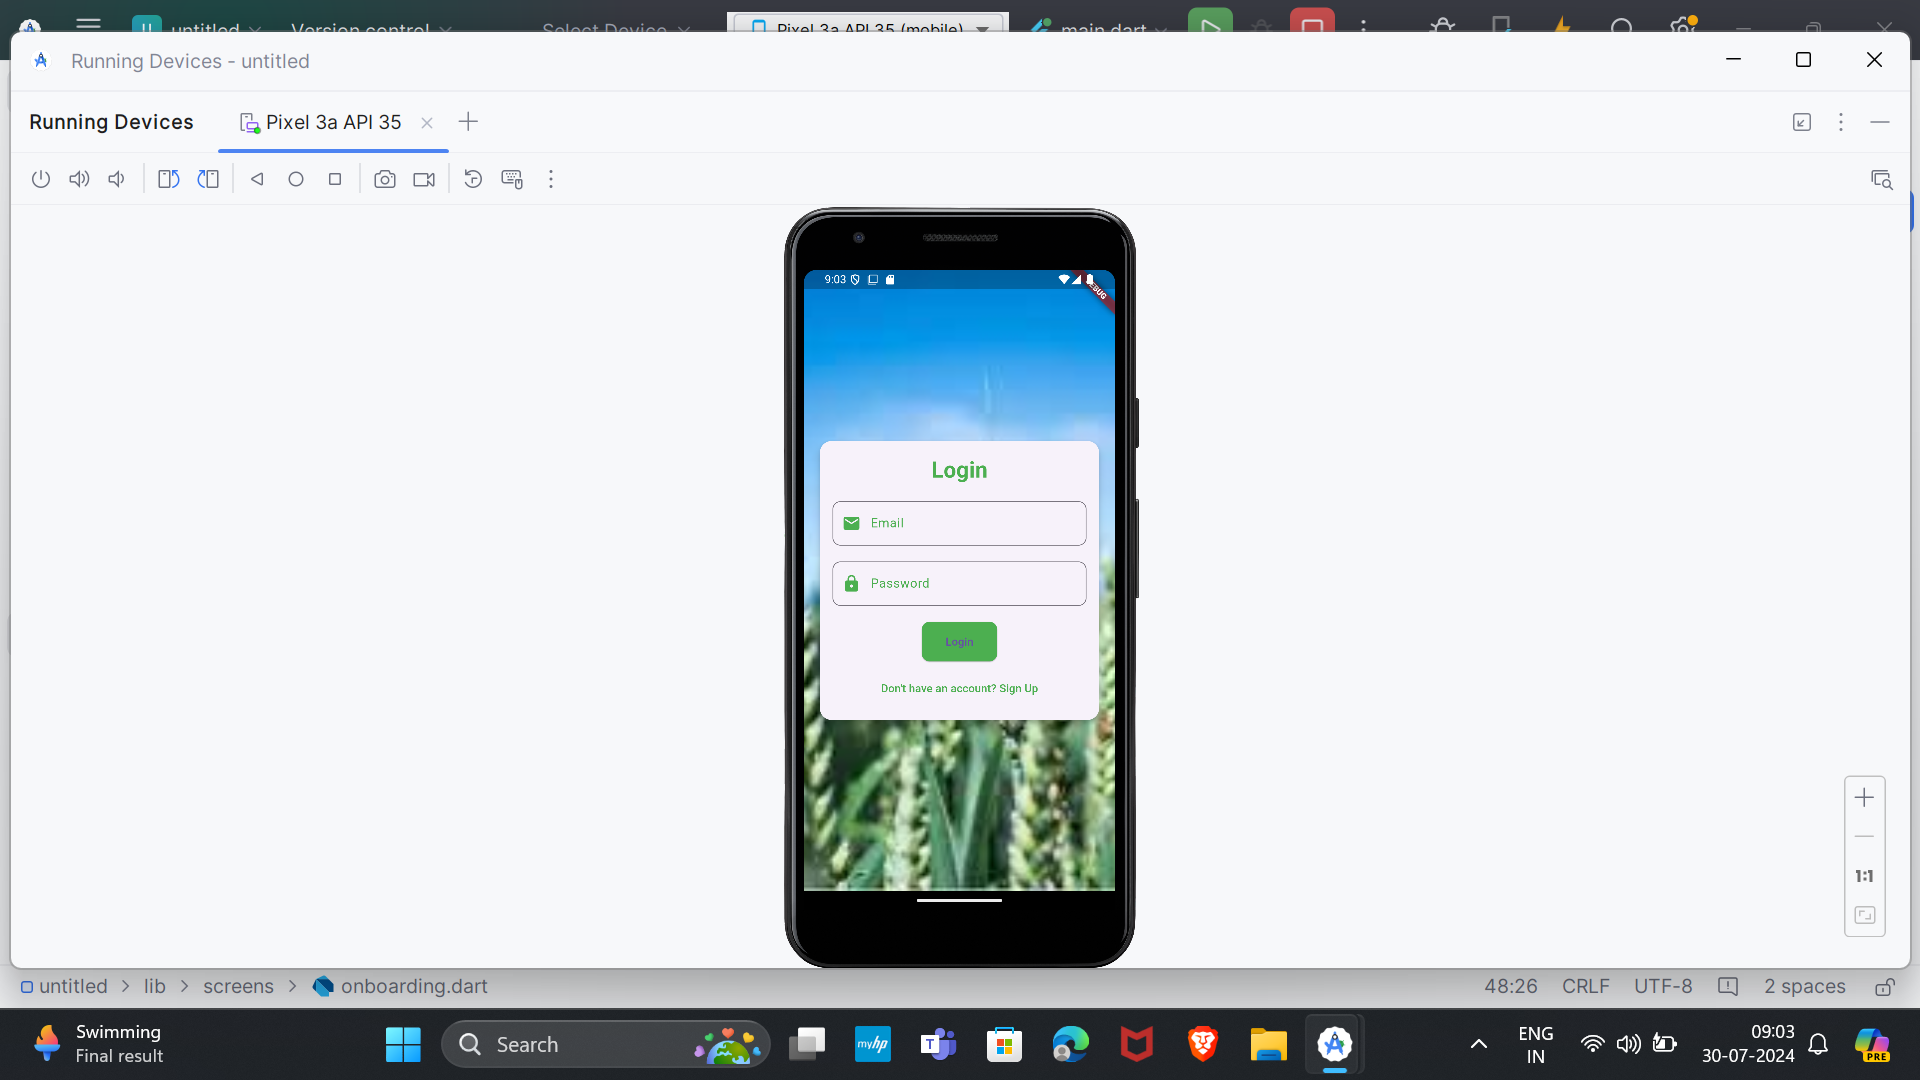 untitled
Version control
Select Device
Pixel 3a API 35 (mobile)
main.dart
Running Devices - untitled
Running Devices
Pixel 3a API 35
9:03
Login
Email
Password
Login
Don't have an account? Sign Up
1:1
untitled > lib > screens > onboarding.dart
48:26
CRLF
UTF-8
2 spaces
Swimming
Final result
Search
myhp
T
ENG
IN
09:03
30-07-2024
PRE